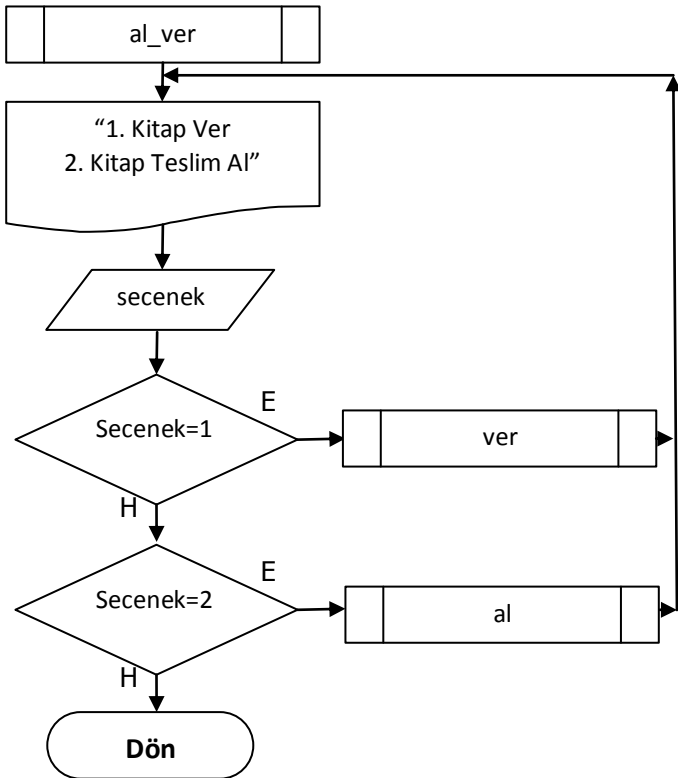 al_ver
“1. Kitap Ver
2. Kitap Teslim Al”
secenek
Secenek=1
E
ver
H
Secenek=2
E
al
H
Dön